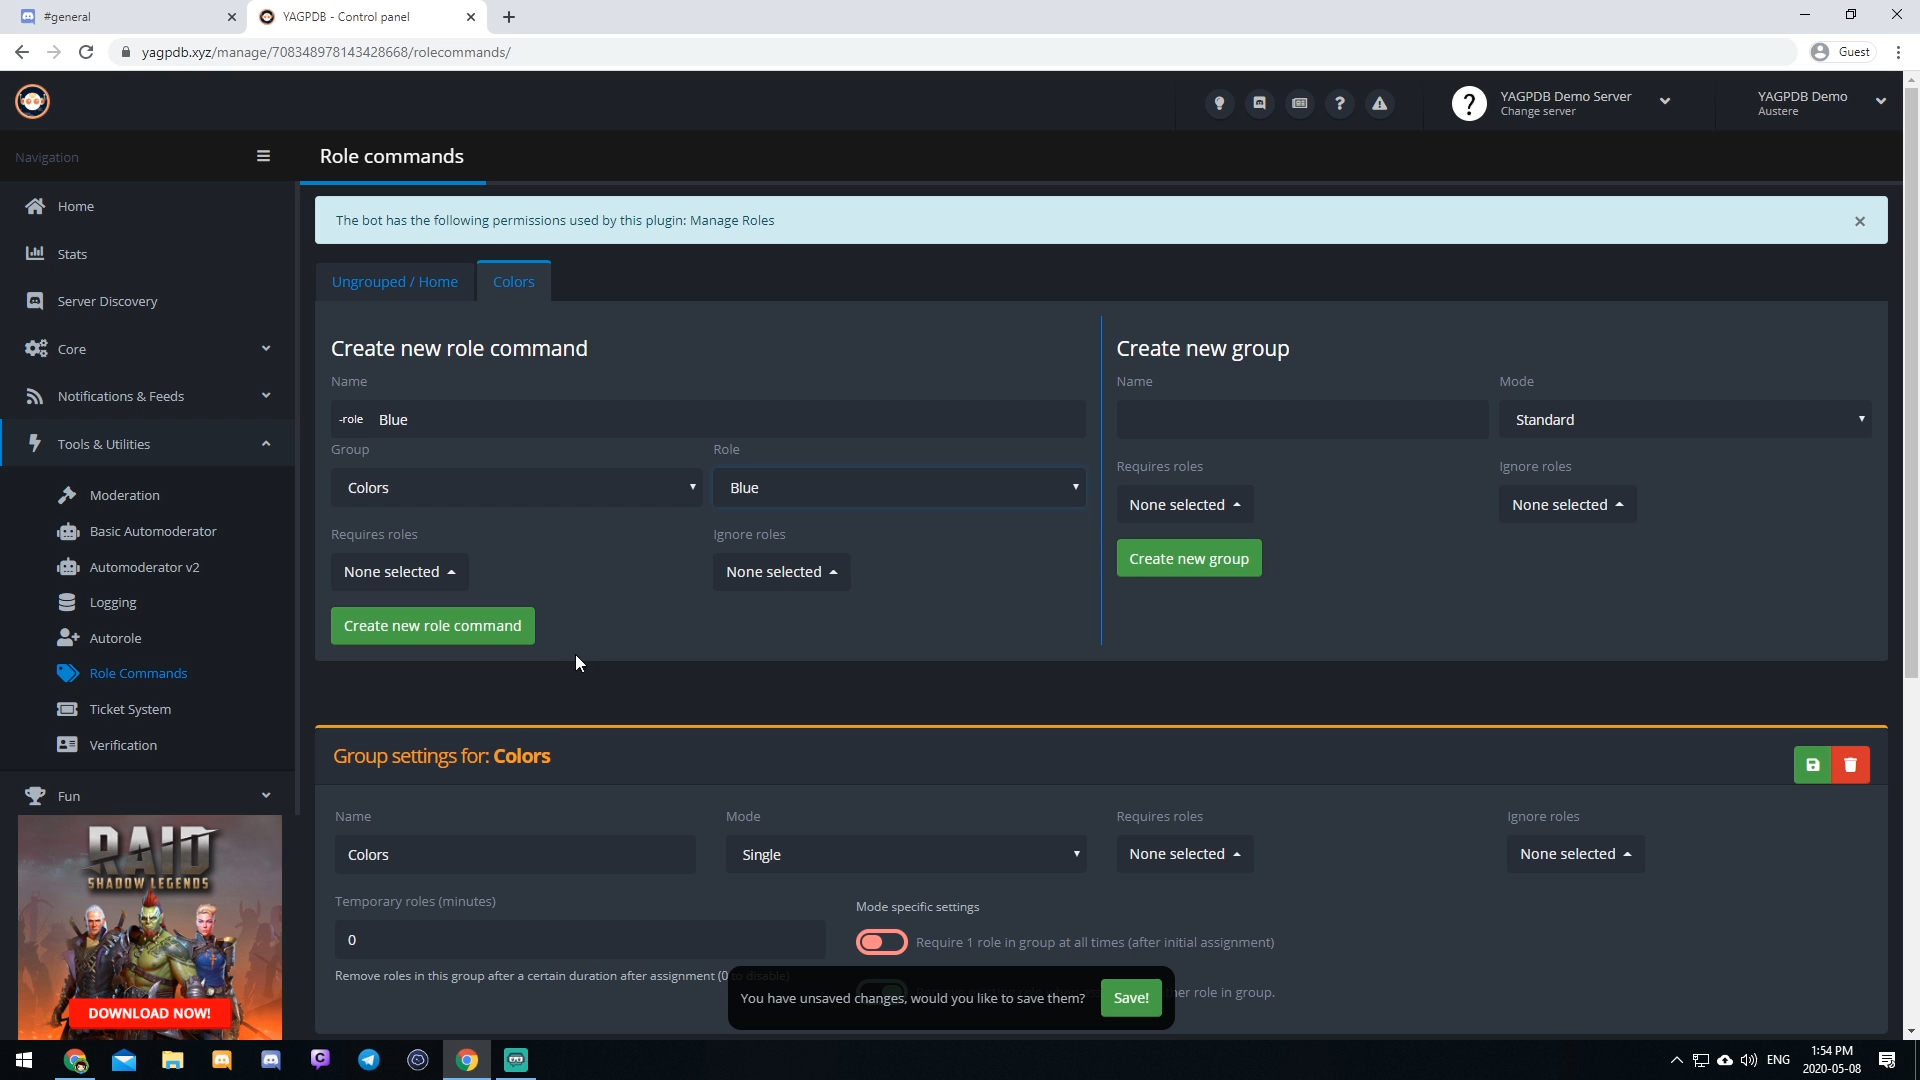 #general
YAGPDB - Control panel
yagpdb.xyz/manage/708348978143428668/rolecommands/
Guest
YAGPDB Demo Server
Change server
YAGPDB Demo
Austere
Navigation
Role commands
Home
Stats
Server Discovery
Core
Notifications & Feeds
Tools & Utilities
Moderation
Basic Automoderator
Automoderator v2
Logging
Autorole
Role Commands
Ticket System
Verification
Fun
RAID
SHADOW LEGENDS
DOWNLOAD NOW!
The bot has the following permissions used by this plugin: Manage Roles
Ungrouped / Home
Colors
Create new role command
Name
-role Blue
Group
Role
Colors
Blue
Requires roles
Ignore roles
None selected
None selected
Create new role command
Create new group
Name
Mode
Standard
Requires roles
Ignore roles
None selected
None selected
Create new group
Group settings for: Colors
Name
Mode
Requires roles
Ignore roles
Colors
Single
None selected
None selected
Temporary roles (minutes)
0
Remove roles in this group after a certain duration after assignment (0 to disable)
Mode specific settings
Require 1 role in group at all times (after initial assignment)
her role in group.
You have unsaved changes, would you like to save them?
Save!
ENG
1:54 PM
2020-05-08